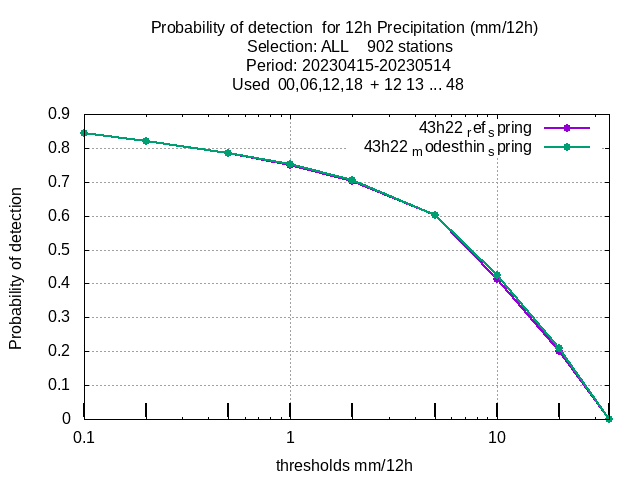 Probability of detection  for 12h Precipitation (mm/12h)
Selection: ALL    902 stations
Period: 20230415-20230514
Used  00,06,12,18  + 12 13 ... 48
43h22 ref spring
43h22 modesthin spring
Probability of detection
0.9
0.8
0.7
0.6
0.5
0.4
0.3
0.2
0.1
0
0.1 1 10
thresholds mm/12h